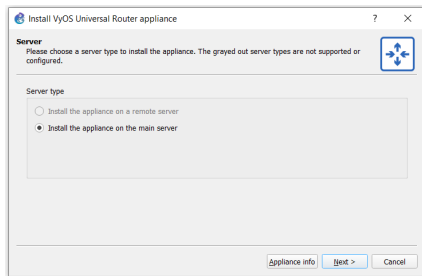 Install VyOS Universal Router appliance
Server
Please choose a server type to install the appliance. The grayed out server types are not supported or
configured.
Server type
Install the appliance on a remote server
Install the appliance on the main server
Appliance info
Next >
Cancel